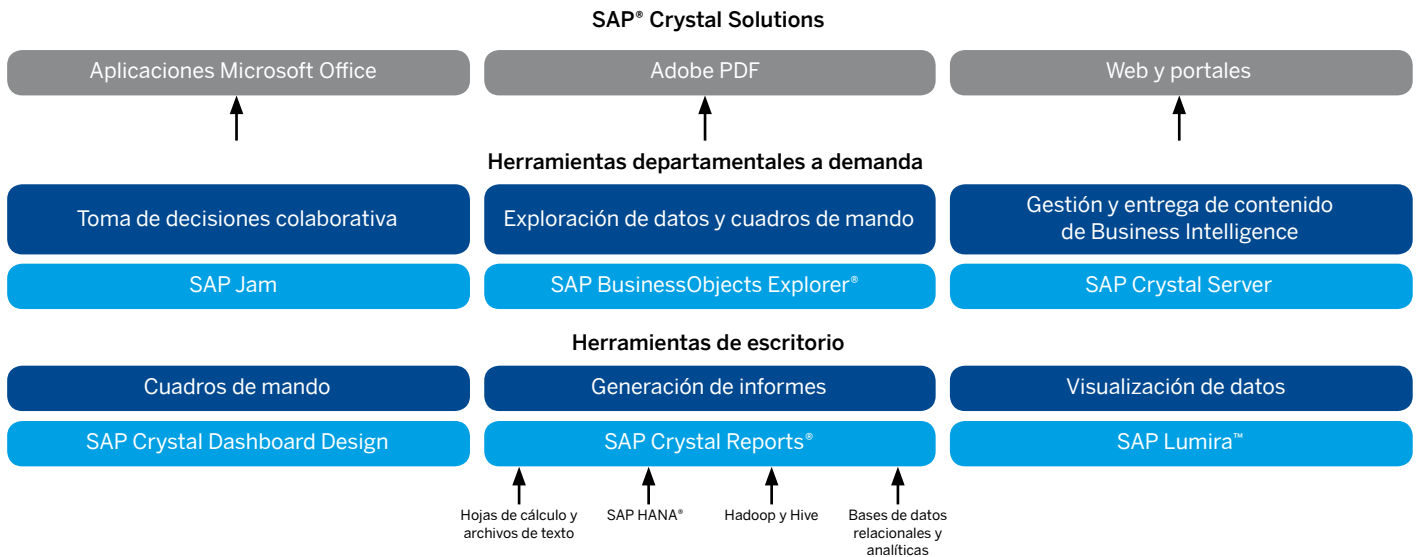 SAP® Crystal Solutions
Aplicaciones Microsoft Office
Adobe PDF
Web y portales
Herramientas departamentales a demanda
Toma de decisiones colaborativa
Exploración de datos y cuadros de mando
Gestión y entrega de contenido
de Business Intelligence
SAP Jam
SAP BusinessObjects Explorer®
SAP Crystal Server
Herramientas de escritorio
Cuadros de mando
Generación de informes
Visualización de datos
SAP Crystal Dashboard Design
SAP Crystal Reports®
SAP Lumira™
Hojas de cálculo y
archivos de texto
SAP HANA®
Hadoop y Hive
Bases de datos
relacionales y
analíticas